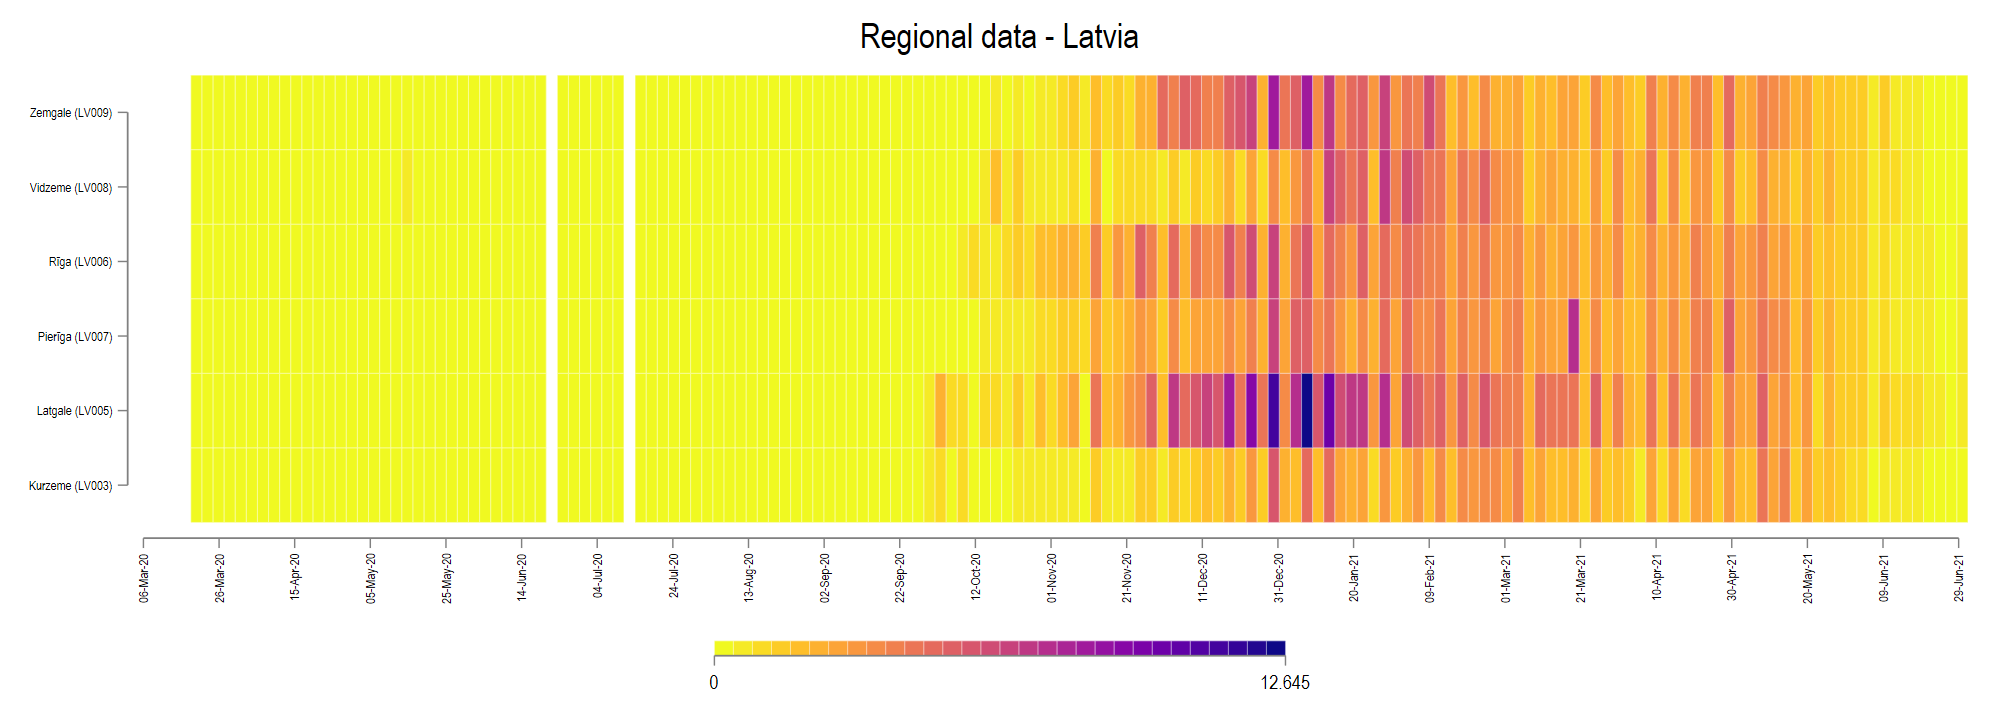 Regional data - Latvia
Zemgale (LV009)
Vidzeme (LV008)
Rīga (LV006)
Pierīga (LV007)
Latgale (LV005)
Kurzeme (LV003)
06-Mar-20
26-Mar-20
15-Apr-20
05-May-20
25-May-20
14-Jun-20
04-Jul-20
24-Jul-20
13-Aug-20
02-Sep-20
22-Sep-20
12-Oct-20
01-Nov-20
21-Nov-20
11-Dec-20
31-Dec-20
20-Jan-21
09-Feb-21
01-Mar-21
21-Mar-21
10-Apr-21
30-Apr-21
20-May-21
09-Jun-21
29-Jun-21
0
12.645